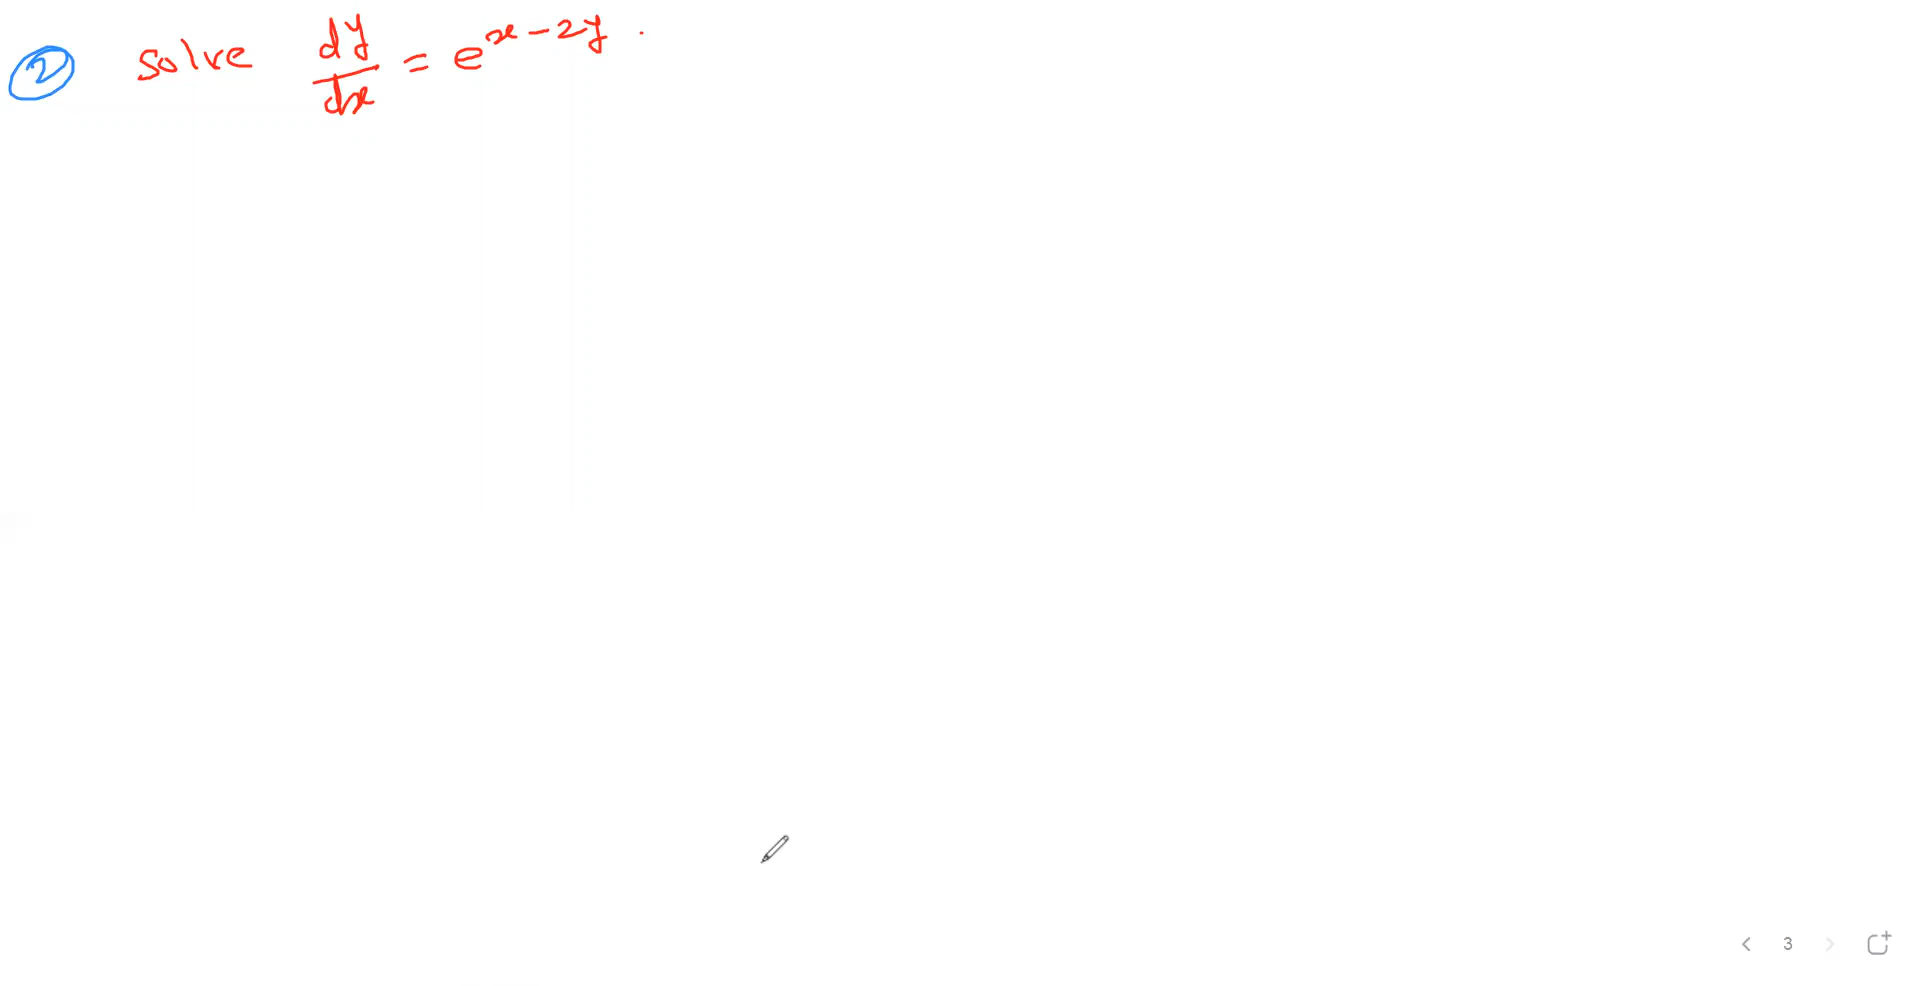 ② solve dy/dx = e^{x-2y} .
3